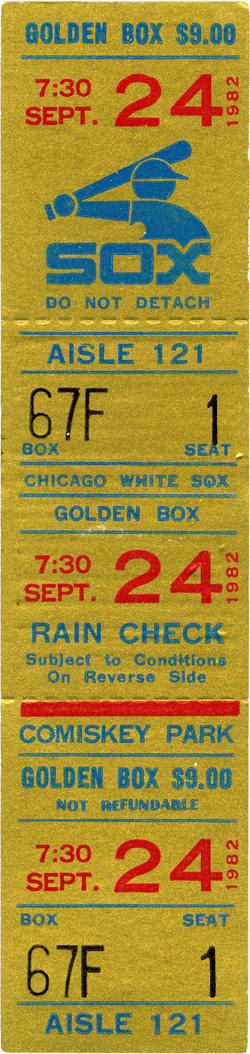 GOLDEN BOX $9.00
7:30
SEPT. 24 1982
SOX
DO NOT DETACH
AISLE 121
67F 1
BOX SEAT
CHICAGO WHITE SOX
GOLDEN BOX
7:30
SEPT. 24 1982
RAIN CHECK
Subject to Conditions
On Reverse Side
COMISKEY PARK
GOLDEN BOX $9.00
NOT REFUNDABLE
7:30
SEPT. 24 1982
BOX SEAT
67F 1
AISLE 121